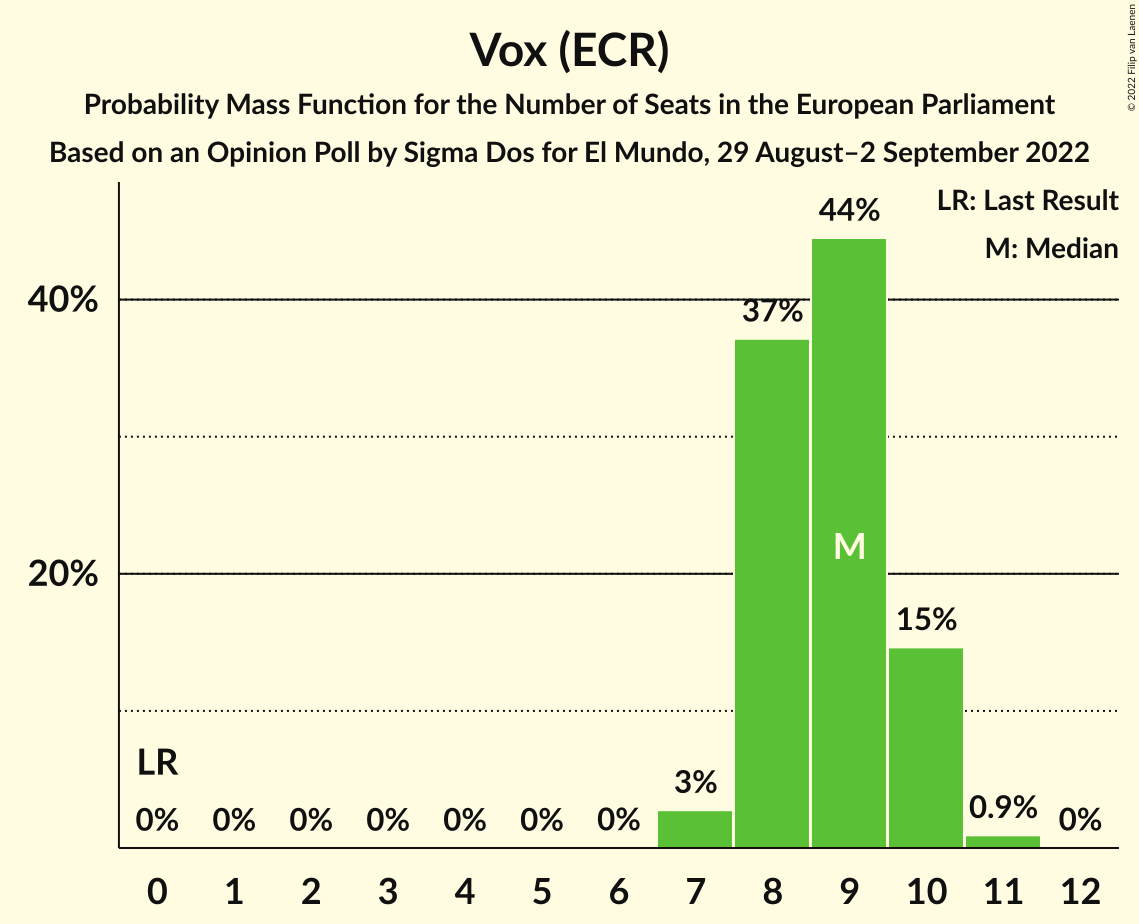 Vox (ECR)
Probability Mass Function for the Number of Seats in the European Parliament
Based on an Opinion Poll by Sigma Dos for El Mundo, 29 August–2 September 2022
© 2022 Filip van Laenen
LR: Last Result
M: Median
44%
40%
37%
M
20%
15%
LR
3%
0% 0% 0% 0% 0% 0% 0% 0.9% 0%
0 1 2 3 4 5 6 7 8 9 10 11 12